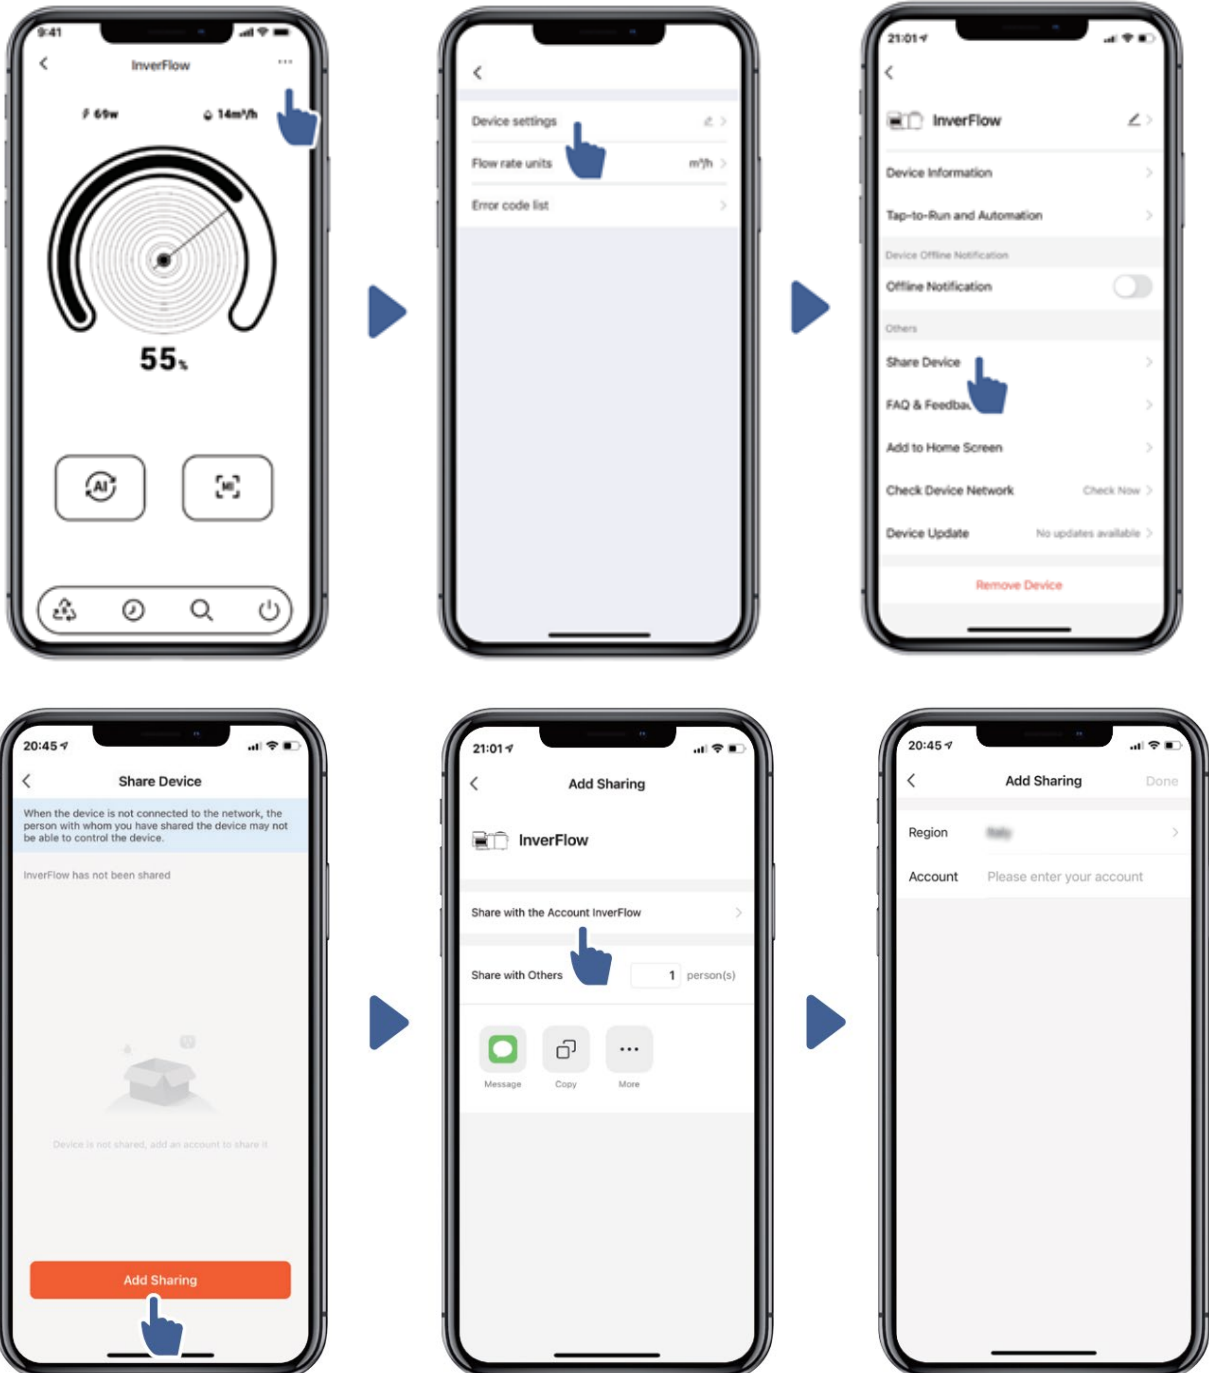 9:41
InverFlow
69w
14m³/h
55%
AI
MI
Device settings
Flow rate units m³/h
Error code list
21:01
InverFlow
Device Information
Tap-to-Run and Automation
Device Offline Notification
Offline Notification
Others
Share Device
FAQ & Feedba
Add to Home Screen
Check Device Network Check Now
Device Update No updates available
Remove Device
20:45
Share Device
When the device is not connected to the network, the
person with whom you have shared the device may not
be able to control the device.
InverFlow has not been shared
Device is not shared, add an account to share it
Add Sharing
21:01
Add Sharing
InverFlow
Share with the Account InverFlow
Share with Others 1 person(s)
Message Copy More
20:45
Add Sharing Done
Region
Account Please enter your account